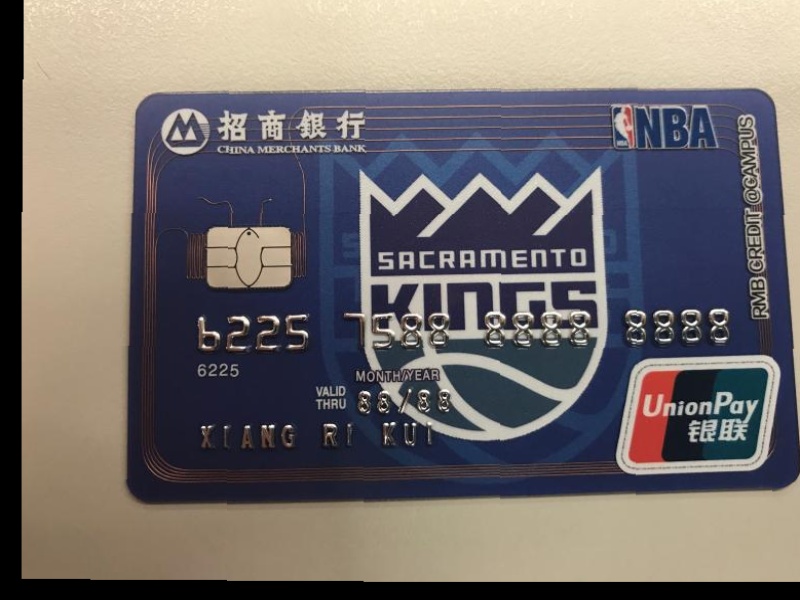 招商銀行
CHINA MERCHANTS BANK
NBA
RMB CREDIT @CAMPUS
SACRAMENTO
KINGS
6225 7588 8888 8888
6225
MONTH/YEAR
VALID THRU 88/88
XIANG RI KUI
UnionPay
银联